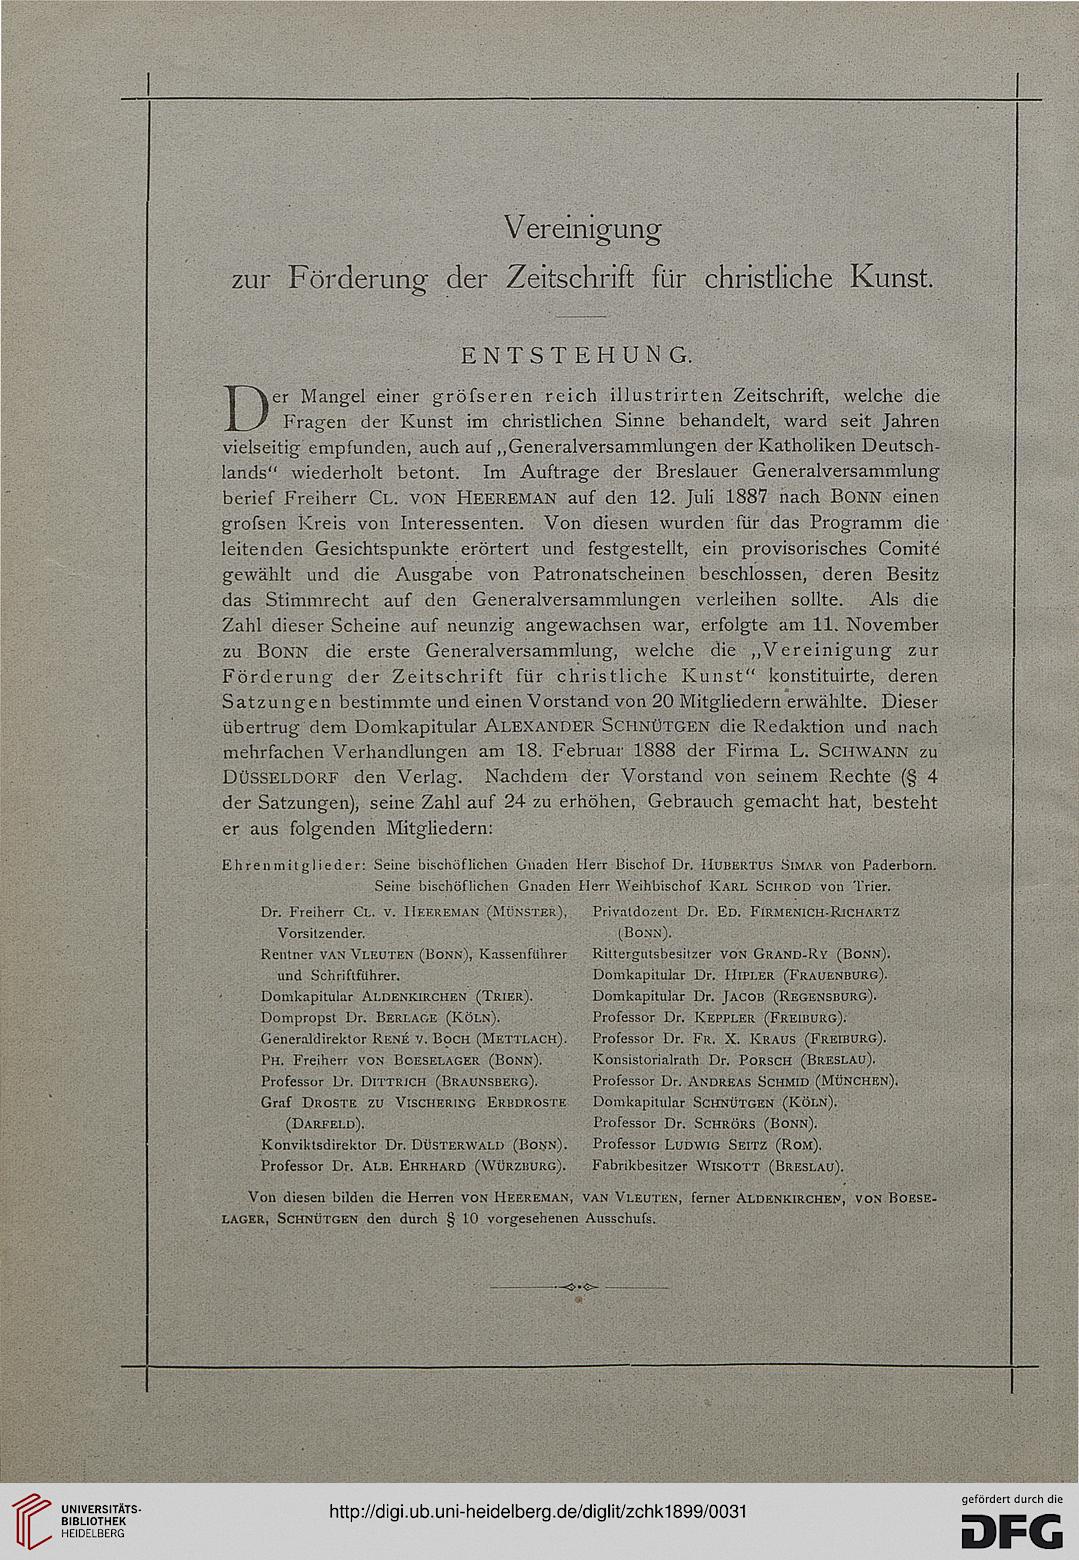 Vereinigung
zur Förderung der Zeitschrift für christliche Kunst.
ENTSTEHUNG.
Der Mangel einer gröfseren reich illustrirten Zeitschrift, welche die
Fragen der Kunst im christlichen Sinne behandelt, ward seit Jahren
vielseitig empfunden, auch auf „Generalversammlungen der Katholiken Deutsch-
lands“ wiederholt betont. Im Auftrage der Breslauer Generalversammlung
berief Freiherr CL. VON HEEREMAN auf den 12. Juli 1887 nach BONN einen
grofsen Kreis von Interessenten. Von diesen wurden für das Programm die
leitenden Gesichtspunkte erörtert und festgestellt, ein provisorisches Comité
gewählt und die Ausgabe von Patronatscheinen beschlossen, deren Besitz
das Stimmrecht auf den Generalversammlungen verleihen sollte. Als die
Zahl dieser Scheine auf neunzig angewachsen war, erfolgte am 11. November
zu BONN die erste Generalversammlung, welche die „Vereinigung zur
Förderung der Zeitschrift für christliche Kunst“ konstituirte, deren
Satzungen bestimmte und einen Vorstand von 20 Mitgliedern erwählte. Dieser
übertrug dem Domkapitular ALEXANDER SCHNÜTGEN die Redaktion und nach
mehrfachen Verhandlungen am 18. Februar 1888 der Firma L. SCHWANN zu
DÜSSELDORF den Verlag. Nachdem der Vorstand von seinem Rechte (§ 4
der Satzungen), seine Zahl auf 24 zu erhöhen, Gebrauch gemacht hat, besteht
er aus folgenden Mitgliedern:
Ehrenmitglieder: Seine bischöflichen Gnaden Herr Bischof Dr. HUBERTUS SIMAR von Paderborn.
Seine bischöflichen Gnaden Herr Weihbischof KARL SCHROD von Trier.
Dr. Freiherr CL. V. HEEREMAN (MÜNSTER),
Vorsitzender.
Rentner VAN VLEUTEN (BONN), Kassenführer
und Schriftführer.
Domkapitular ALDENKIRCHEN (TRIER).
Dompropst Dr. BERLAGE (KÖLN).
Generaldirektor RENÉ V. BOCH (METTLACH).
PH. Freiherr VON BOESELAGER (BONN).
Professor Dr. DITTRICH (BRAUNSBERG).
Graf DROSTE ZU VISCHERING ERBDROSTE
(DARFELD).
Konviktsdirektor Dr. DÜSTERWALD (BONN).
Professor Dr. ALB. EHRHARD (WÜRZBURG).
Privatdozent Dr. ED. FIRMENICH-RICHARTZ
(BONN).
Rittergutsbesitzer VON GRAND-RY (BONN).
Domkapitular Dr. HIPLER (FRAUENBURG).
Domkapitular Dr. JACOB (REGENSBURG).
Professor Dr. KEPPLER (FREIBURG).
Professor Dr. FR. X. KRAUS (FREIBURG).
Konsistorialrath Dr. PORSCH (BRESLAU).
Professor Dr. ANDREAS SCHMID (MÜNCHEN).
Domkapitular SCHNÜTGEN (KÖLN).
Professor Dr. SCHRÖRS (BONN).
Professor LUDWIG SEITZ (ROM).
Fabrikbesitzer WISKOTT (BRESLAU).
Von diesen bilden die Herren VON HEEREMAN, VAN VLEUTEN, ferner ALDENKIRCHEN, VON BOESE-
LAGER, SCHNÜTGEN den durch § 10 vorgesehenen Ausschufs.
UNIVERSITÄTS-
BIBLIOTHEK
HEIDELBERG
http://digi.ub.uni-heidelberg.de/diglit/zchk1899/0031
gefördert durch die
DFG